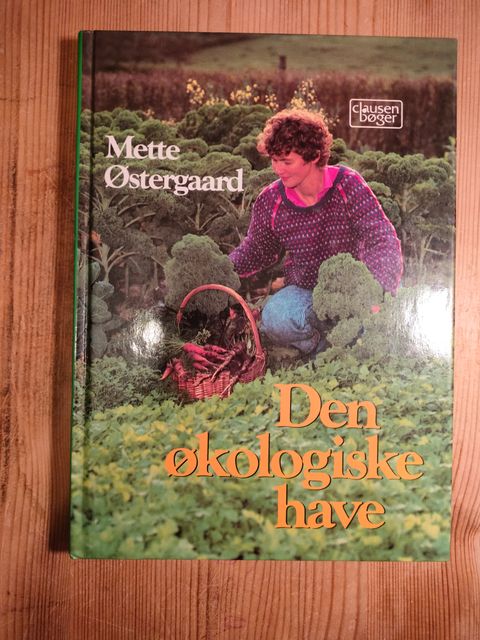 clausen
bøger
Mette
Østergaard
Den
økologiske
have